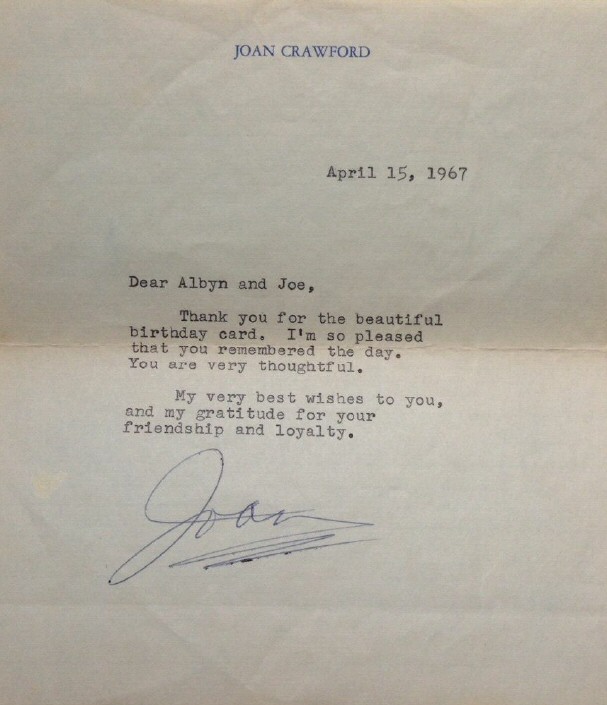 JOAN CRAWFORD
April 15, 1967
Dear Albyn and Joe,
Thank you for the beautiful
birthday card. I'm so pleased
that you remembered the day.
You are very thoughtful.
My very best wishes to you,
and my gratitude for your
friendship and loyalty.
Joan